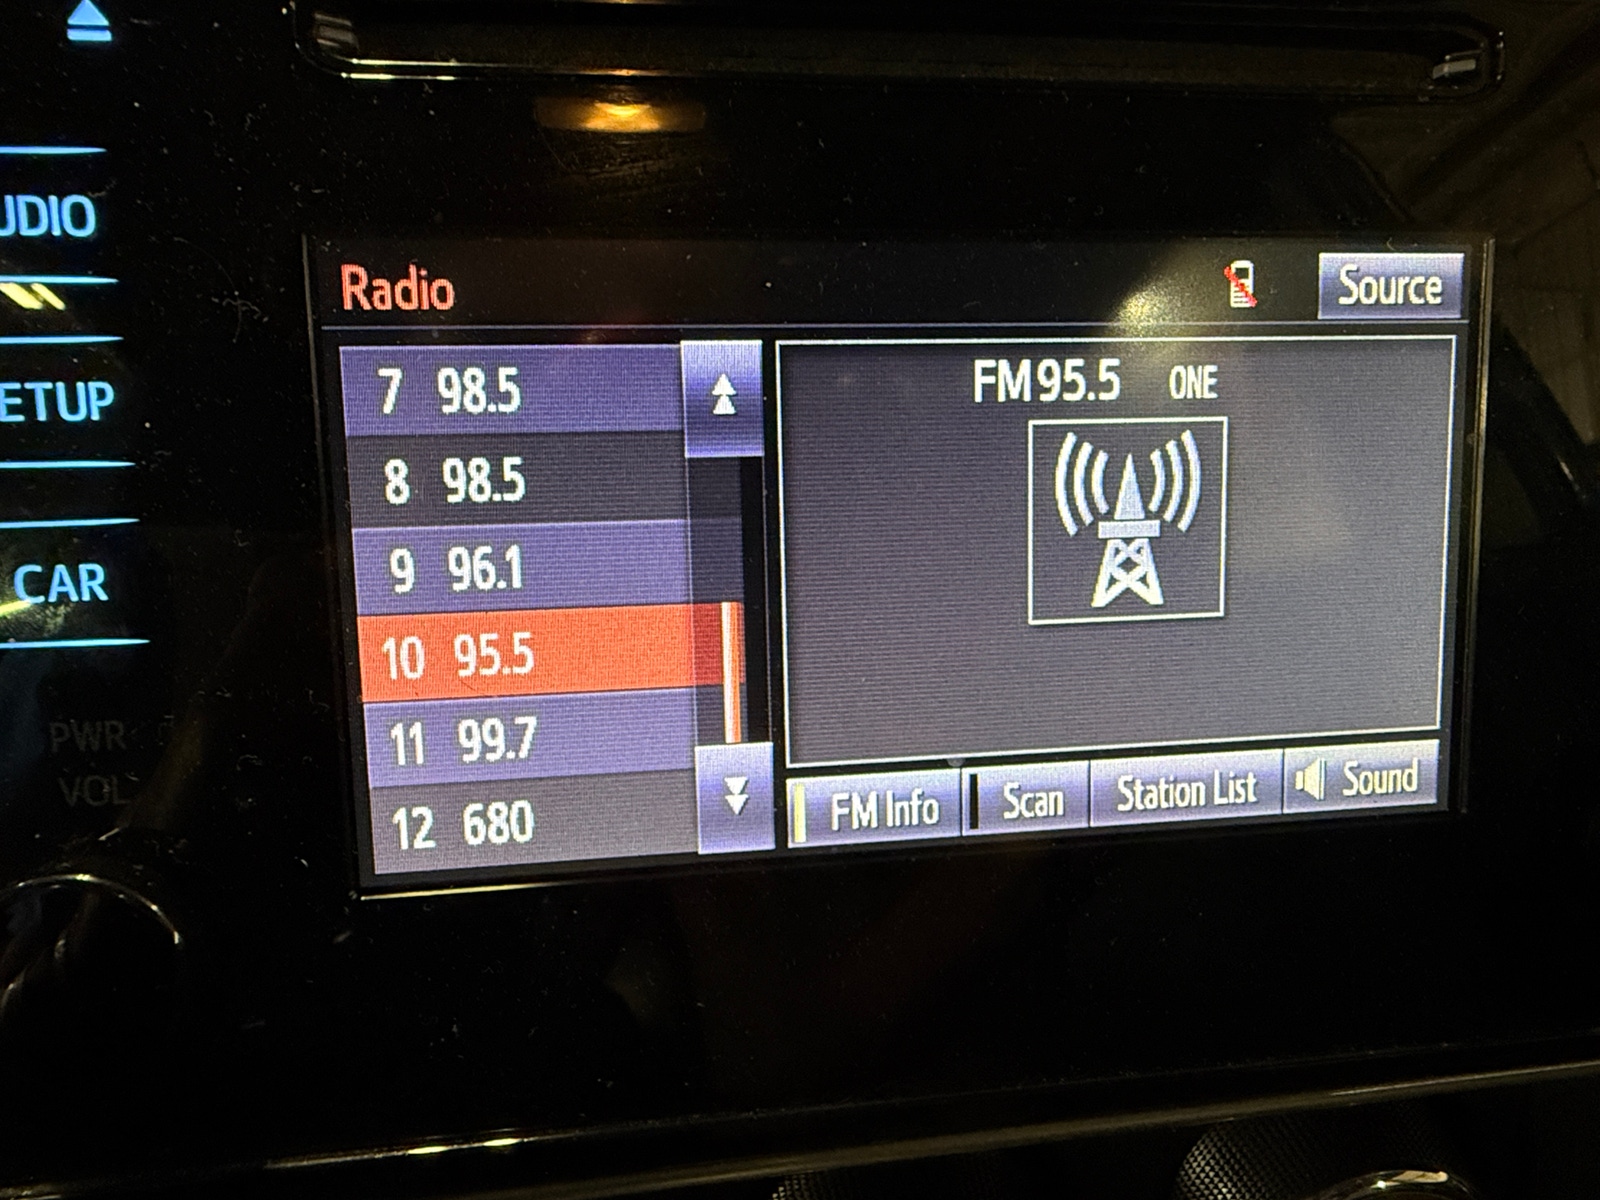 UDIO
ETUP
CAR
PWR
VOL
Radio
Source
7 98.5
8 98.5
9 96.1
10 95.5
11 99.7
12 680
FM 95.5 ONE
FM Info
Scan
Station List
Sound